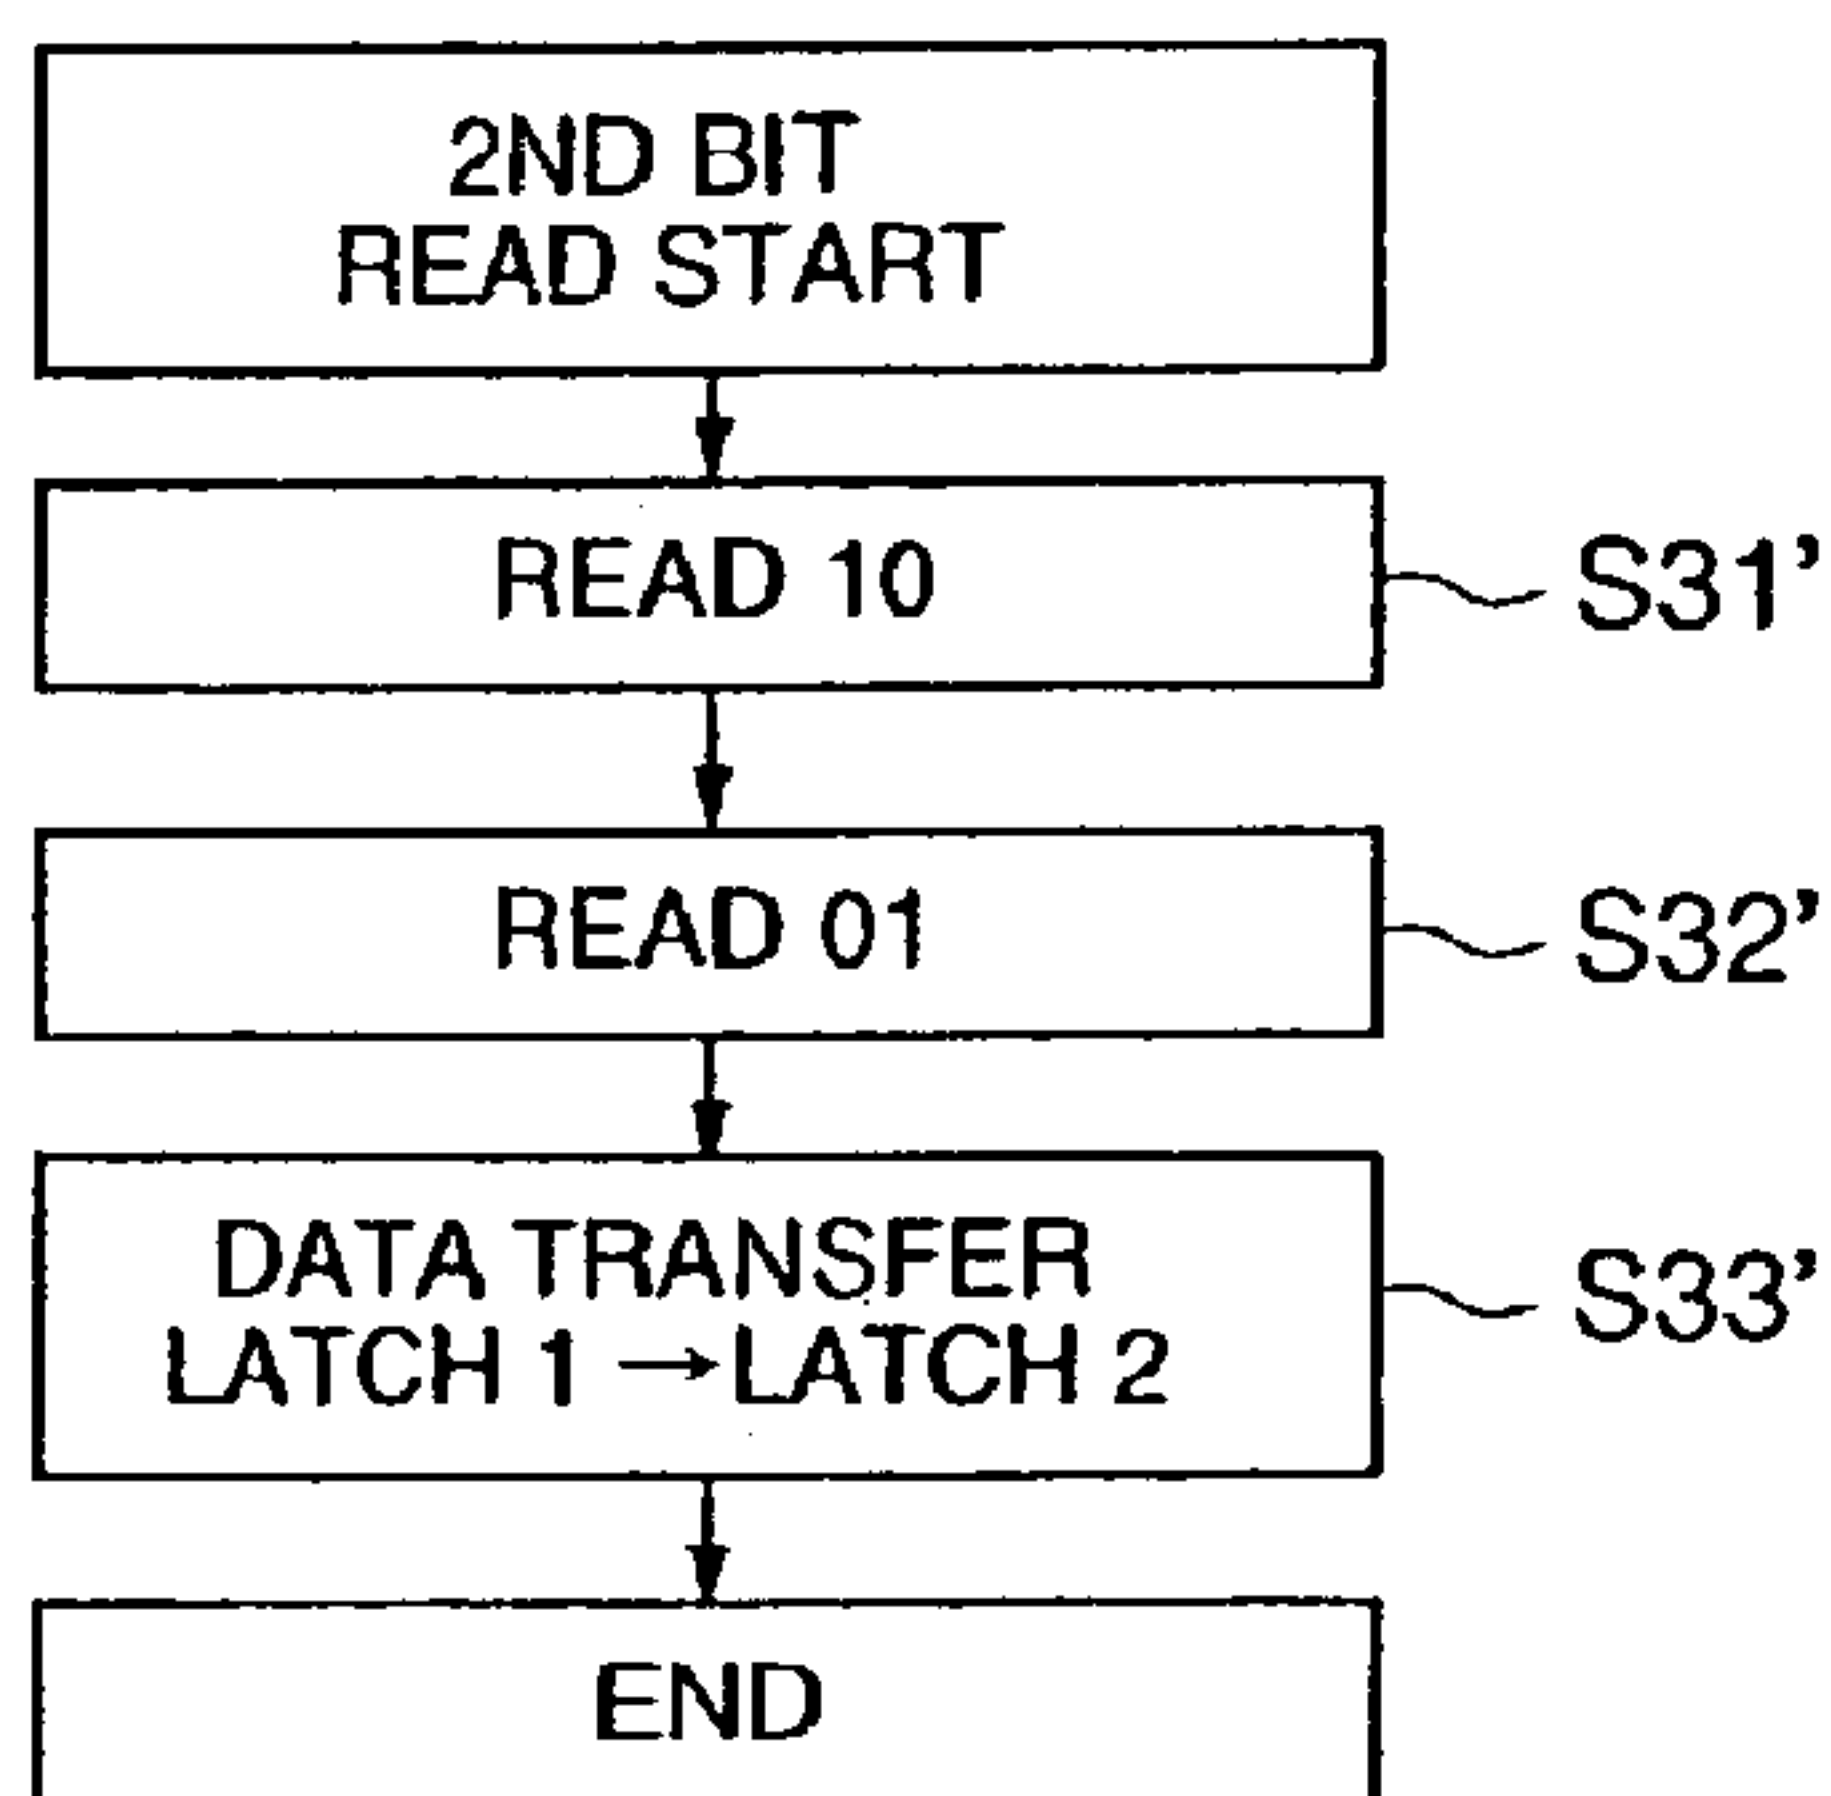 2ND BIT
READ START
READ 10
S31'
READ 01
S32'
DATA TRANSFER
LATCH 1 → LATCH 2
S33'
END